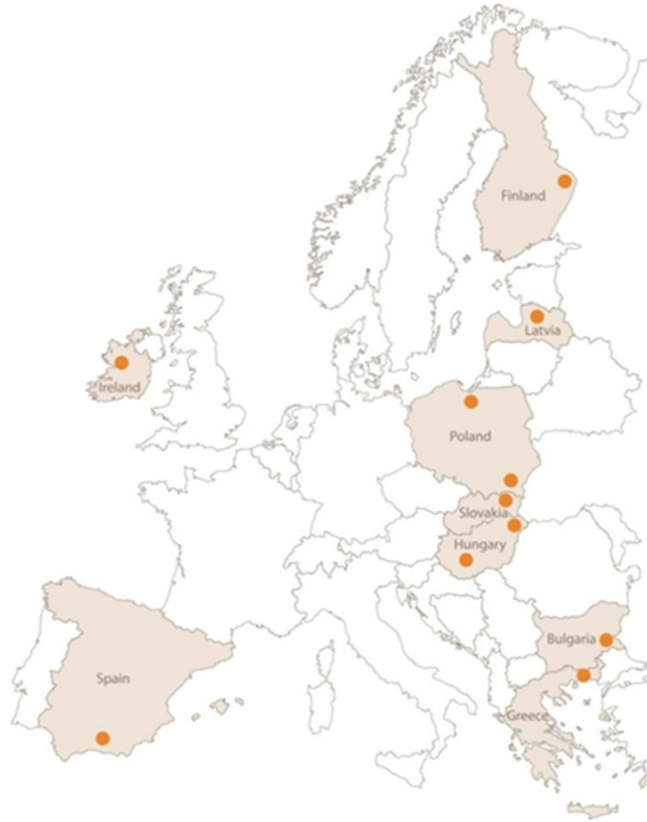 Finland
Latvia
Ireland
Poland
Slovakia
Hungary
Bulgaria
Spain
Greece